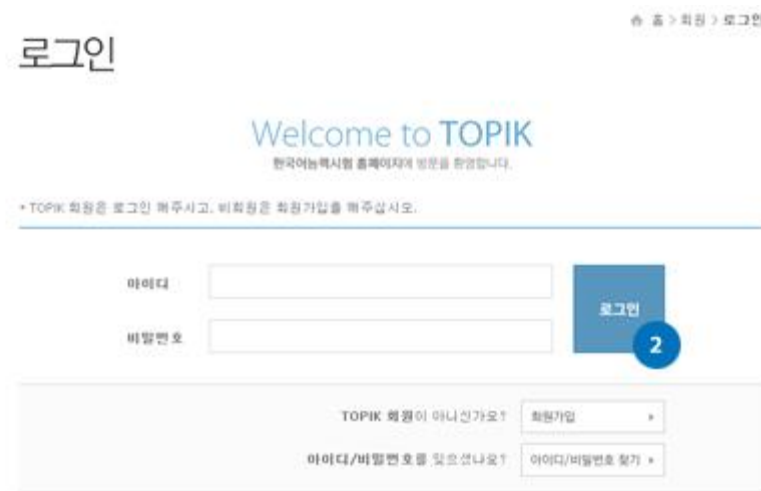 홈 > 회원 > 로그인
로그인
Welcome to TOPIK
한국어능력시험 홈페이지에 방문을 환영합니다.
• TOPIK 회원은 로그인 해주시고, 비회원은 회원가입을 해주십시오.
아이디
로그인
비밀번호
2
TOPIK 회원이 아니신가요? 회원가입
아이디/비밀번호를 잊으셨나요? 아이디/비밀번호 찾기